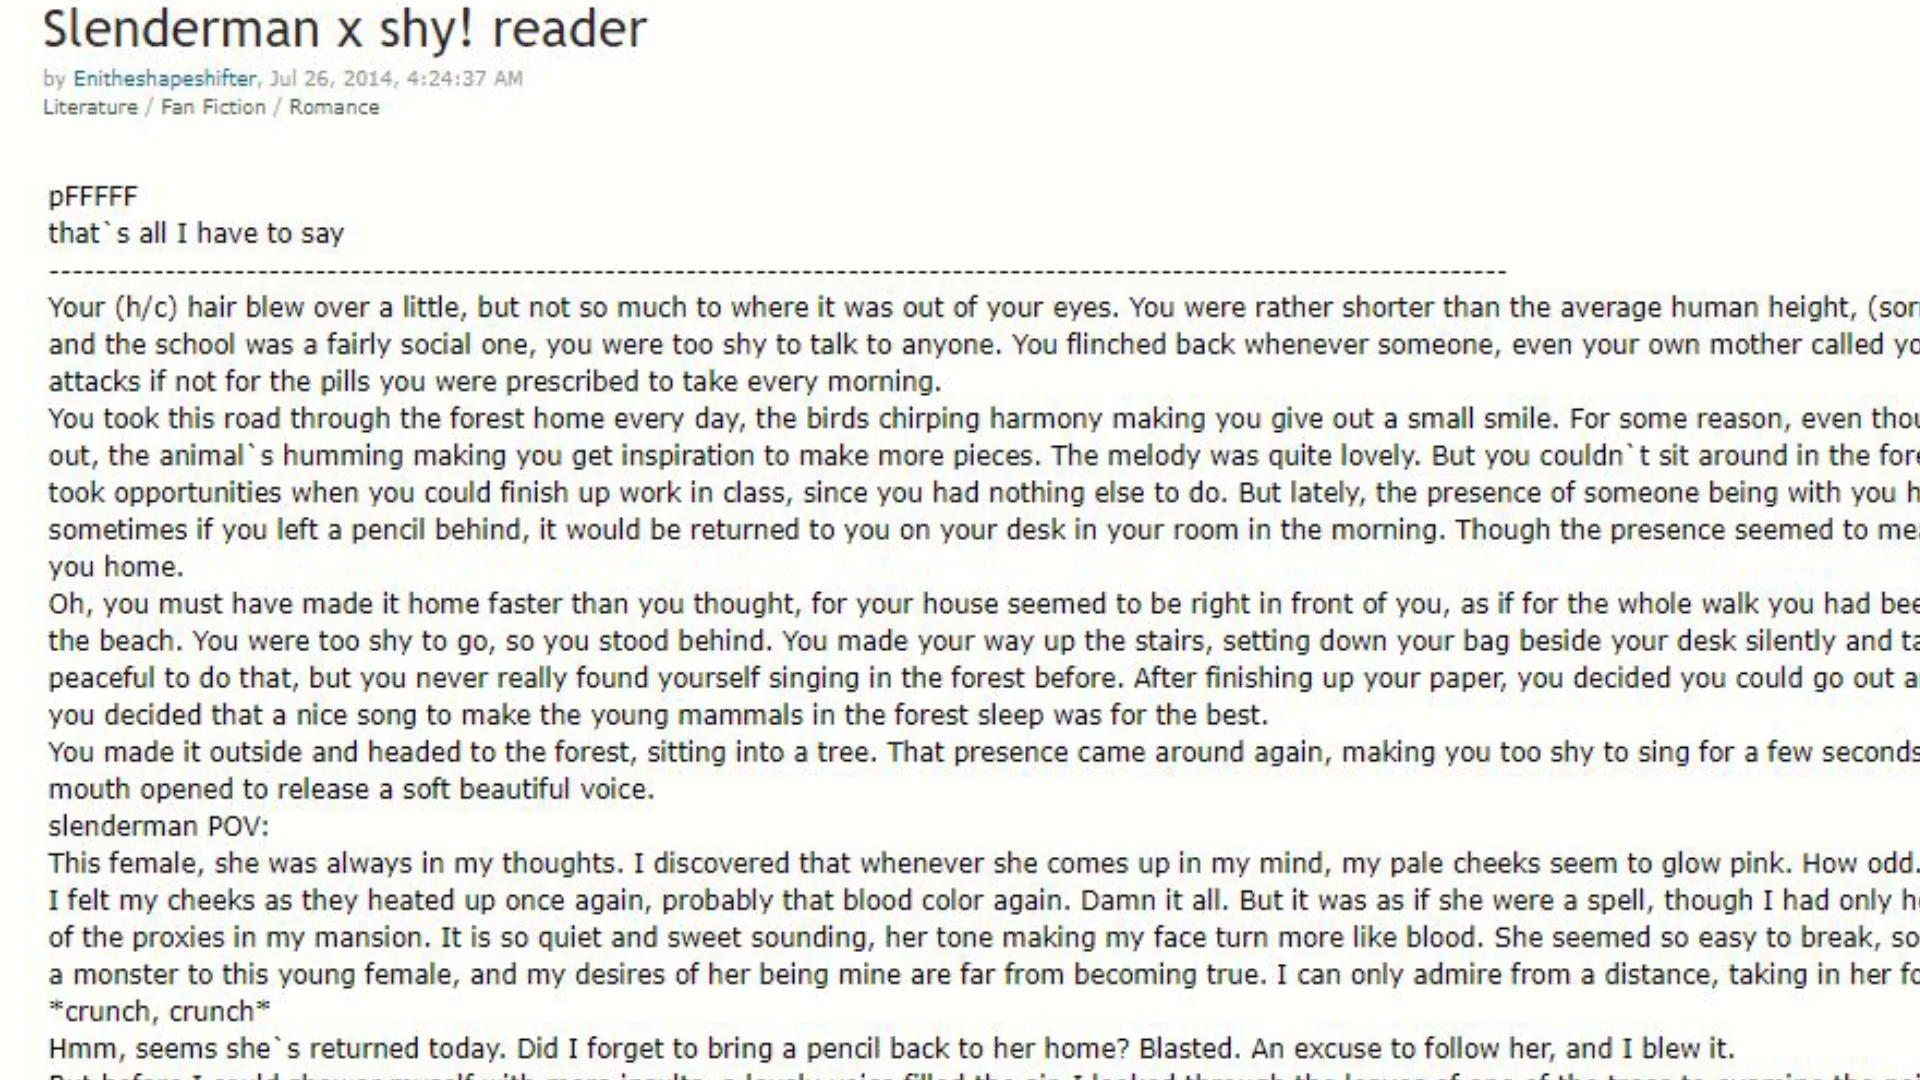 Slenderman x shy! reader
by Enitheshapeshifter, Jul 26, 2014, 4:24:37 AM
Literature / Fan Fiction / Romance
pFFFFF
that`s all I have to say
--------------------------------------------------------------------------------------------------------------------------------
Your (h/c) hair blew over a little, but not so much to where it was out of your eyes. You were rather shorter than the average human height, (sor
and the school was a fairly social one, you were too shy to talk to anyone. You flinched back whenever someone, even your own mother called yo
attacks if not for the pills you were prescribed to take every morning.
You took this road through the forest home every day, the birds chirping harmony making you give out a small smile. For some reason, even thou
out, the animal`s humming making you get inspiration to make more pieces. The melody was quite lovely. But you couldn`t sit around in the fore
took opportunities when you could finish up work in class, since you had nothing else to do. But lately, the presence of someone being with you h
sometimes if you left a pencil behind, it would be returned to you on your desk in your room in the morning. Though the presence seemed to mea
you home.
Oh, you must have made it home faster than you thought, for your house seemed to be right in front of you, as if for the whole walk you had bee
the beach. You were too shy to go, so you stood behind. You made your way up the stairs, setting down your bag beside your desk silently and ta
peaceful to do that, but you never really found yourself singing in the forest before. After finishing up your paper, you decided you could go out a
you decided that a nice song to make the young mammals in the forest sleep was for the best.
You made it outside and headed to the forest, sitting into a tree. That presence came around again, making you too shy to sing for a few seconds
mouth opened to release a soft beautiful voice.
slenderman POV:
This female, she was always in my thoughts. I discovered that whenever she comes up in my mind, my pale cheeks seem to glow pink. How odd.
I felt my cheeks as they heated up once again, probably that blood color again. Damn it all. But it was as if she were a spell, though I had only he
of the proxies in my mansion. It is so quiet and sweet sounding, her tone making my face turn more like blood. She seemed so easy to break, so
a monster to this young female, and my desires of her being mine are far from becoming true. I can only admire from a distance, taking in her fo
*crunch, crunch*
Hmm, seems she`s returned today. Did I forget to bring a pencil back to her home? Blasted. An excuse to follow her, and I blew it.